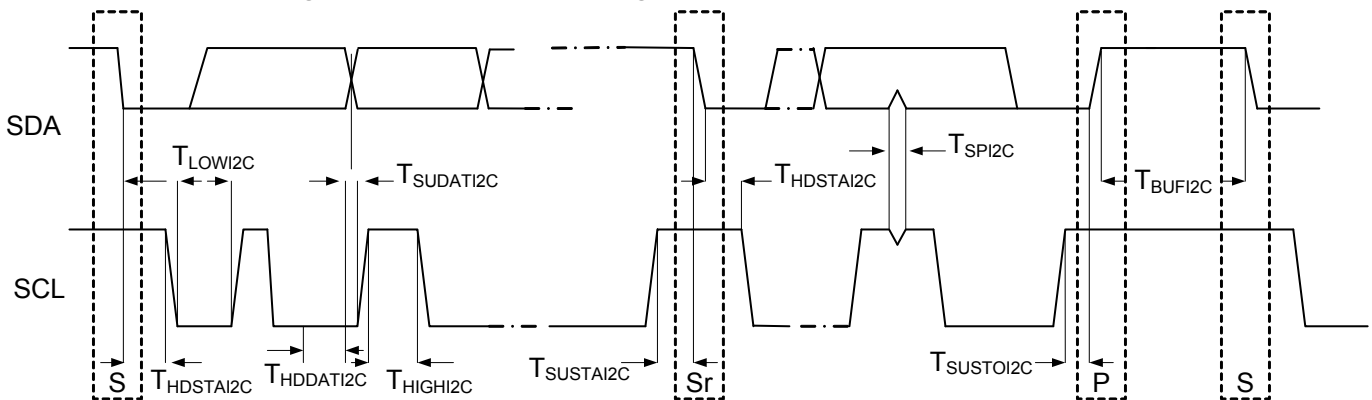 SDA
T_LOWI2C
T_SUDATI2C
T_HDSTAI2C
T_SPI2C
T_BUFI2C
SCL
S
T_HDSTAI2C
T_HDDATI2C
T_HIGHI2C
T_SUSTAI2C
Sr
T_SUSTOI2C
P
S